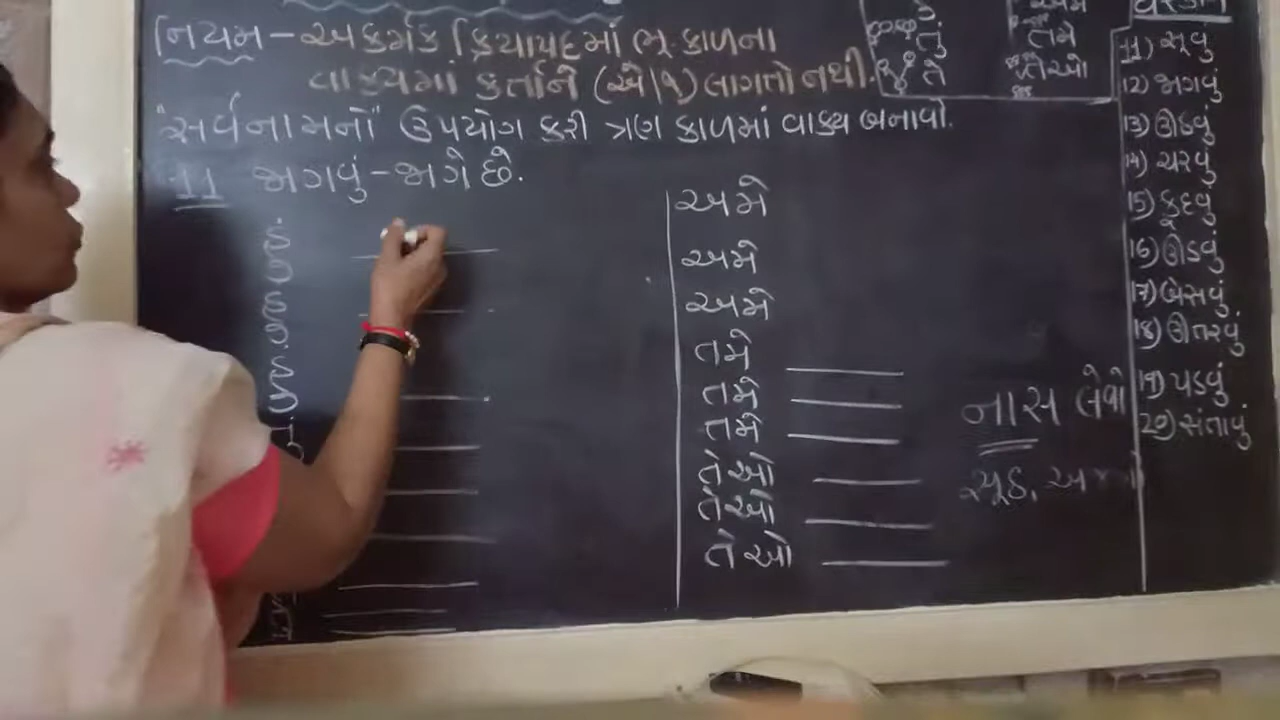 નિયમ – અકર્મક ક્રિયાપદમાં ભૂ.કાળના
વાક્યમાં કર્તાને (એ|૧) લાગતો નથી.
"સર્વનામનો" ઉપયોગ કરી ત્રણ કાળમાં વાક્ય બનાવો.
11 જાગવું – જાગે છે.
હું
હું
હું
અમે
અમે
અમે
તમે
તમે
તમે
તેઓ
તેઓ
તેઓ
નાસ લેવો
તું
તે
અમે
તમે
તેઓ
11) સૂવુ
12) જાગવું
13) ઊઠવું
14) ચરવું
15) કૂદવું
16) ઊડવું
17) બેસવું
18) ઊતરવું
19) પડવું
20) સંતાવું